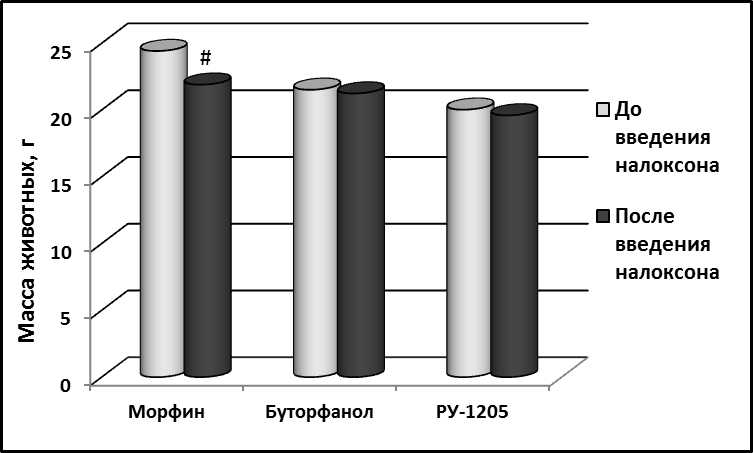 Масса животных, г
25
20
15
10
5
0
#
Морфин
Буторфанол
РУ-1205
До
введения
налоксона
После
введения
налоксона